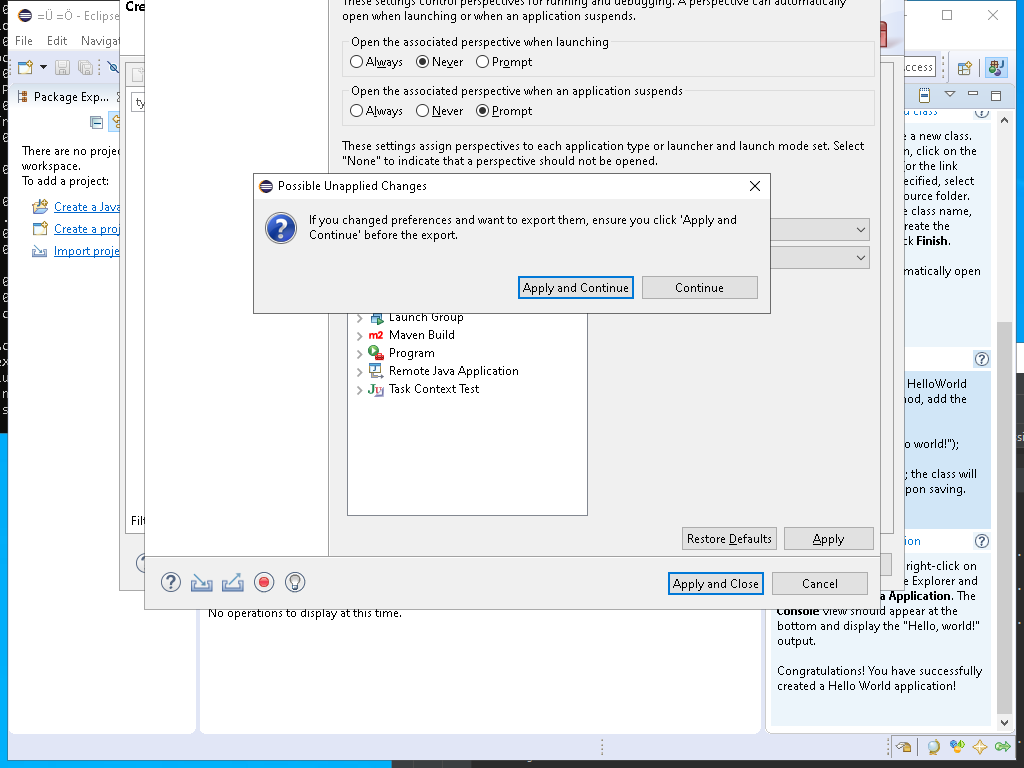 =Ü =Ö - Eclipse
Cre
These settings control perspectives for running and debugging. A perspective can automatically
open when launching or when an application suspends.
File Edit Navigat
Open the associated perspective when launching
Always Never Prompt
ty
Package Exp...
Open the associated perspective when an application suspends
Always Never Prompt
These settings assign perspectives to each application type or launcher and launch mode set. Select
"None" to indicate that a perspective should not be opened.
There are no proje
workspace.
To add a project:
Create a Java
Create a proj
Import proje
Possible Unapplied Changes
If you changed preferences and want to export them, ensure you click 'Apply and
Continue' before the export.
Apply and Continue Continue
Launch Group
Maven Build
Program
Remote Java Application
Task Context Test
Filt
Restore Defaults Apply
Apply and Close Cancel
No operations to display at this time.
ccess
class
e a new class.
n, click on the
for the link
ecified, select
ource folder.
e class name,
create the
ck Finish.
matically open
HelloWorld
nod, add the
o world!");
; the class will
pon saving.
ion
right-click on
e Explorer and
a Application. The
Console view should appear at the
bottom and display the "Hello, world!"
output.
Congratulations! You have successfully
created a Hello World application!